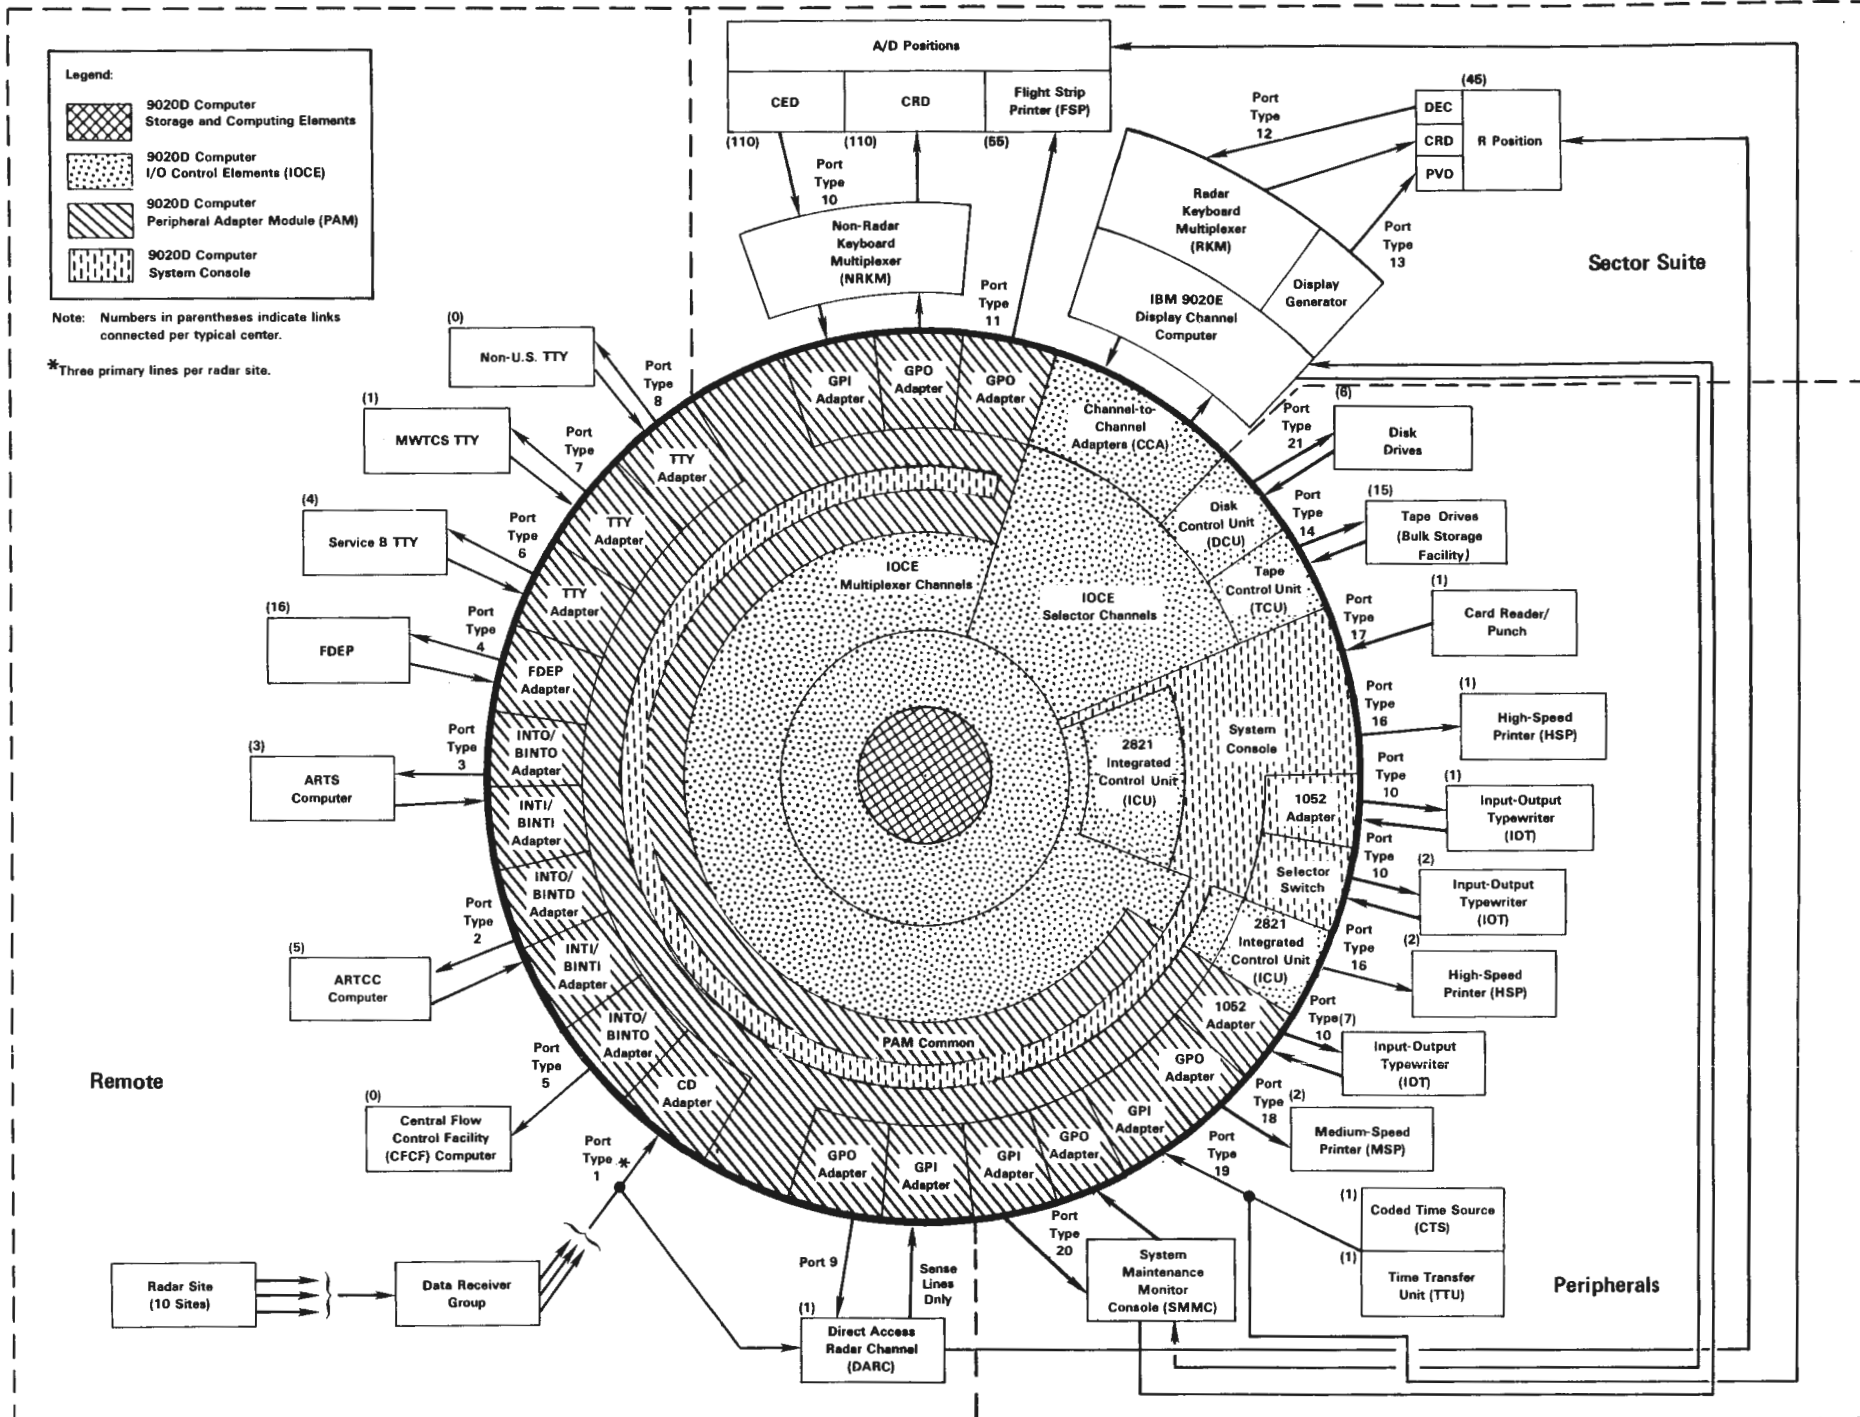 Legend:
9020D Computer
Storage and Computing Elements
9020D Computer
I/O Control Elements (IOCE)
9020D Computer
Peripheral Adapter Module (PAM)
9020D Computer
System Console
Note: Numbers in parentheses indicate links
connected per typical center.
*Three primary lines per radar site.
A/D Positions
CED
CRD
Flight Strip
Printer (FSP)
(110)
(110)
(55)
Port
Type
10
Non-Radar
Keyboard
Multiplexer
(NRKM)
Port
Type
11
Port
Type
12
(45)
DEC
CRD
PVD
R Position
Radar
Keyboard
Multiplexer
(RKM)
Display
Generator
IBM 9020E
Display Channel
Computer
Port
Type
13
Sector Suite
(0)
Non-U.S. TTY
Port
Type
8
(1)
MWTCS TTY
Port
Type
7
(4)
Service B TTY
Port
Type
6
(16)
FDEP
Port
Type
4
(3)
ARTS
Computer
Port
Type
3
(5)
ARTCC
Computer
Port
Type
2
(0)
Central Flow
Control Facility
(CFCF) Computer
Port
Type
5
Remote
Port
Type *
1
Radar Site
(10 Sites)
Data Receiver
Group
GPI
Adapter
GPO
Adapter
GPO
Adapter
Channel-to-
Channel
Adapters (CCA)
TTY
Adapter
TTY
Adapter
TTY
Adapter
FDEP
Adapter
INTO/
BINTO
Adapter
INTI/
BINTI
Adapter
INTO/
BINTO
Adapter
INTI/
BINTI
Adapter
INTO/
BINTO
Adapter
CD
Adapter
IOCE
Multiplexer Channels
IOCE
Selector Channels
Disk
Control Unit
(DCU)
Tape
Control Unit
(TCU)
2821
Integrated
Control Unit
(ICU)
System
Console
1052
Adapter
Selector
Switch
2821
Integrated
Control Unit
(ICU)
1052
Adapter
GPO
Adapter
GPI
Adapter
GPO
Adapter
GPI
Adapter
GPI
Adapter
GPO
Adapter
PAM Common
Port
Type
21
(6)
Disk
Drives
Port
Type
14
(15)
Tape Drives
(Bulk Storage
Facility)
Port
Type
17
(1)
Card Reader/
Punch
Port
Type
16
(1)
High-Speed
Printer (HSP)
Port
Type
10
(1)
Input-Output
Typewriter
(IOT)
Port
Type
10
(2)
Input-Output
Typewriter
(IOT)
Port
Type
16
(2)
High-Speed
Printer (HSP)
Port
Type
10
(7)
Input-Output
Typewriter
(IOT)
Port
Type
18
(2)
Medium-Speed
Printer (MSP)
Port
Type
19
(1)
Coded Time Source
(CTS)
(1)
Time Transfer
Unit (TTU)
Peripherals
Port
Type
20
System
Maintenance
Monitor
Console (SMMC)
Port 9
Sense
Lines
Only
(1)
Direct Access
Radar Channel
(DARC)